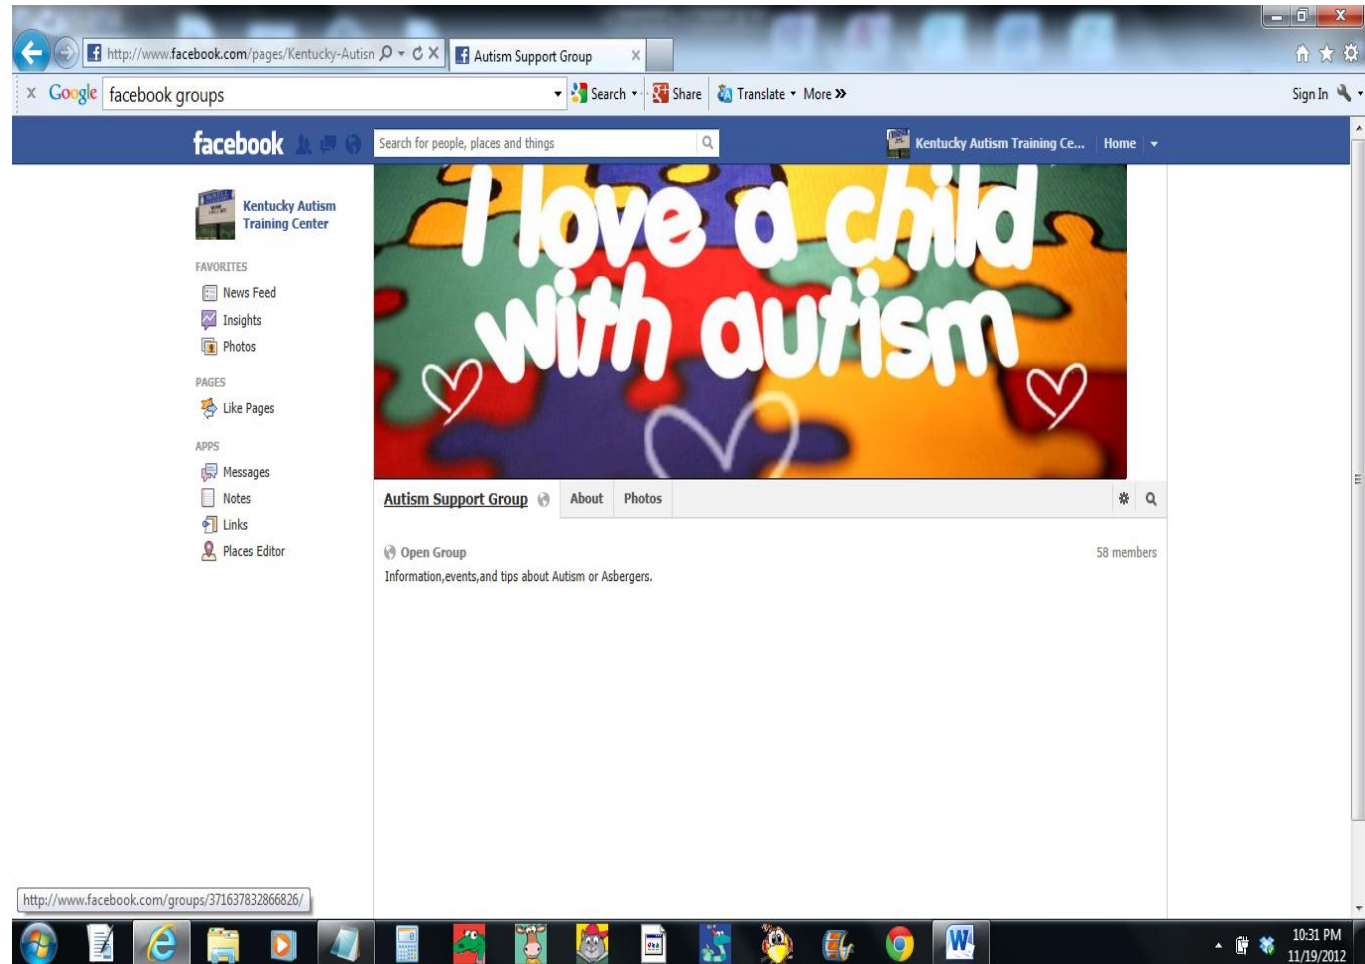 http://www.facebook.com/pages/Kentucky-Autisn
Autism Support Group
x Google facebook groups Search Share Translate More » Sign In
facebook Search for people, places and things Kentucky Autism Training Ce... Home
Kentucky Autism
Training Center
FAVORITES
News Feed
Insights
Photos
PAGES
Like Pages
APPS
Messages
Notes
Links
Places Editor
I love a child
with autism
Autism Support Group About Photos
Open Group 58 members
Information,events,and tips about Autism or Asbergers.
http://www.facebook.com/groups/371637832866826/
W
10:31 PM
11/19/2012